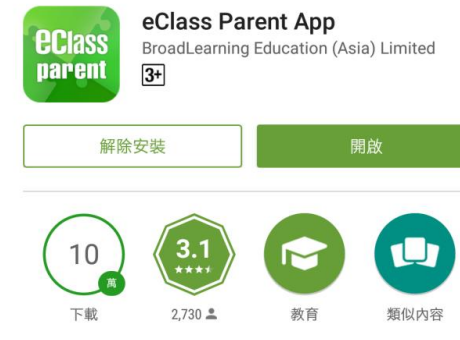 eClass
parent
eClass Parent App
BroadLearning Education (Asia) Limited
3+
解除安裝
開啟
10
萬
下載
3.1
2,730
教育
類似內容